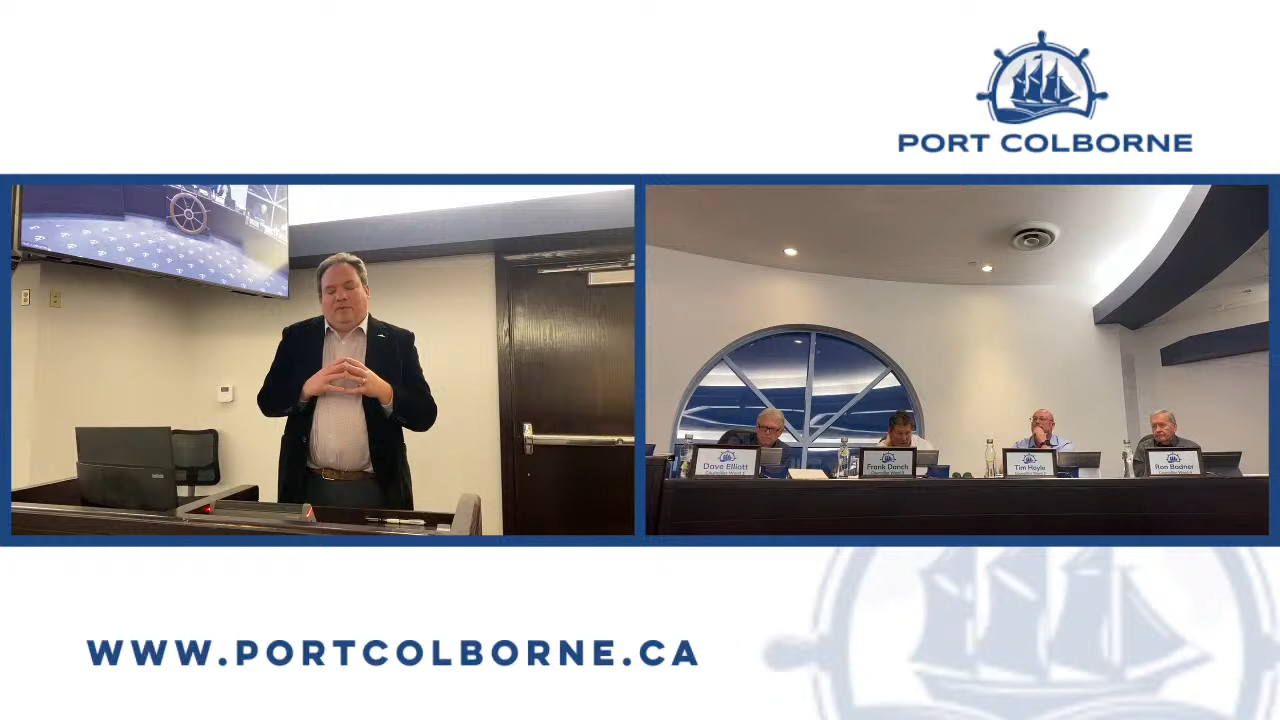 PORT COLBORNE
Dave Elliott
Frank Danch
Tim Hoyle
Ron Bodner
WWW.PORTCOLBORNE.CA